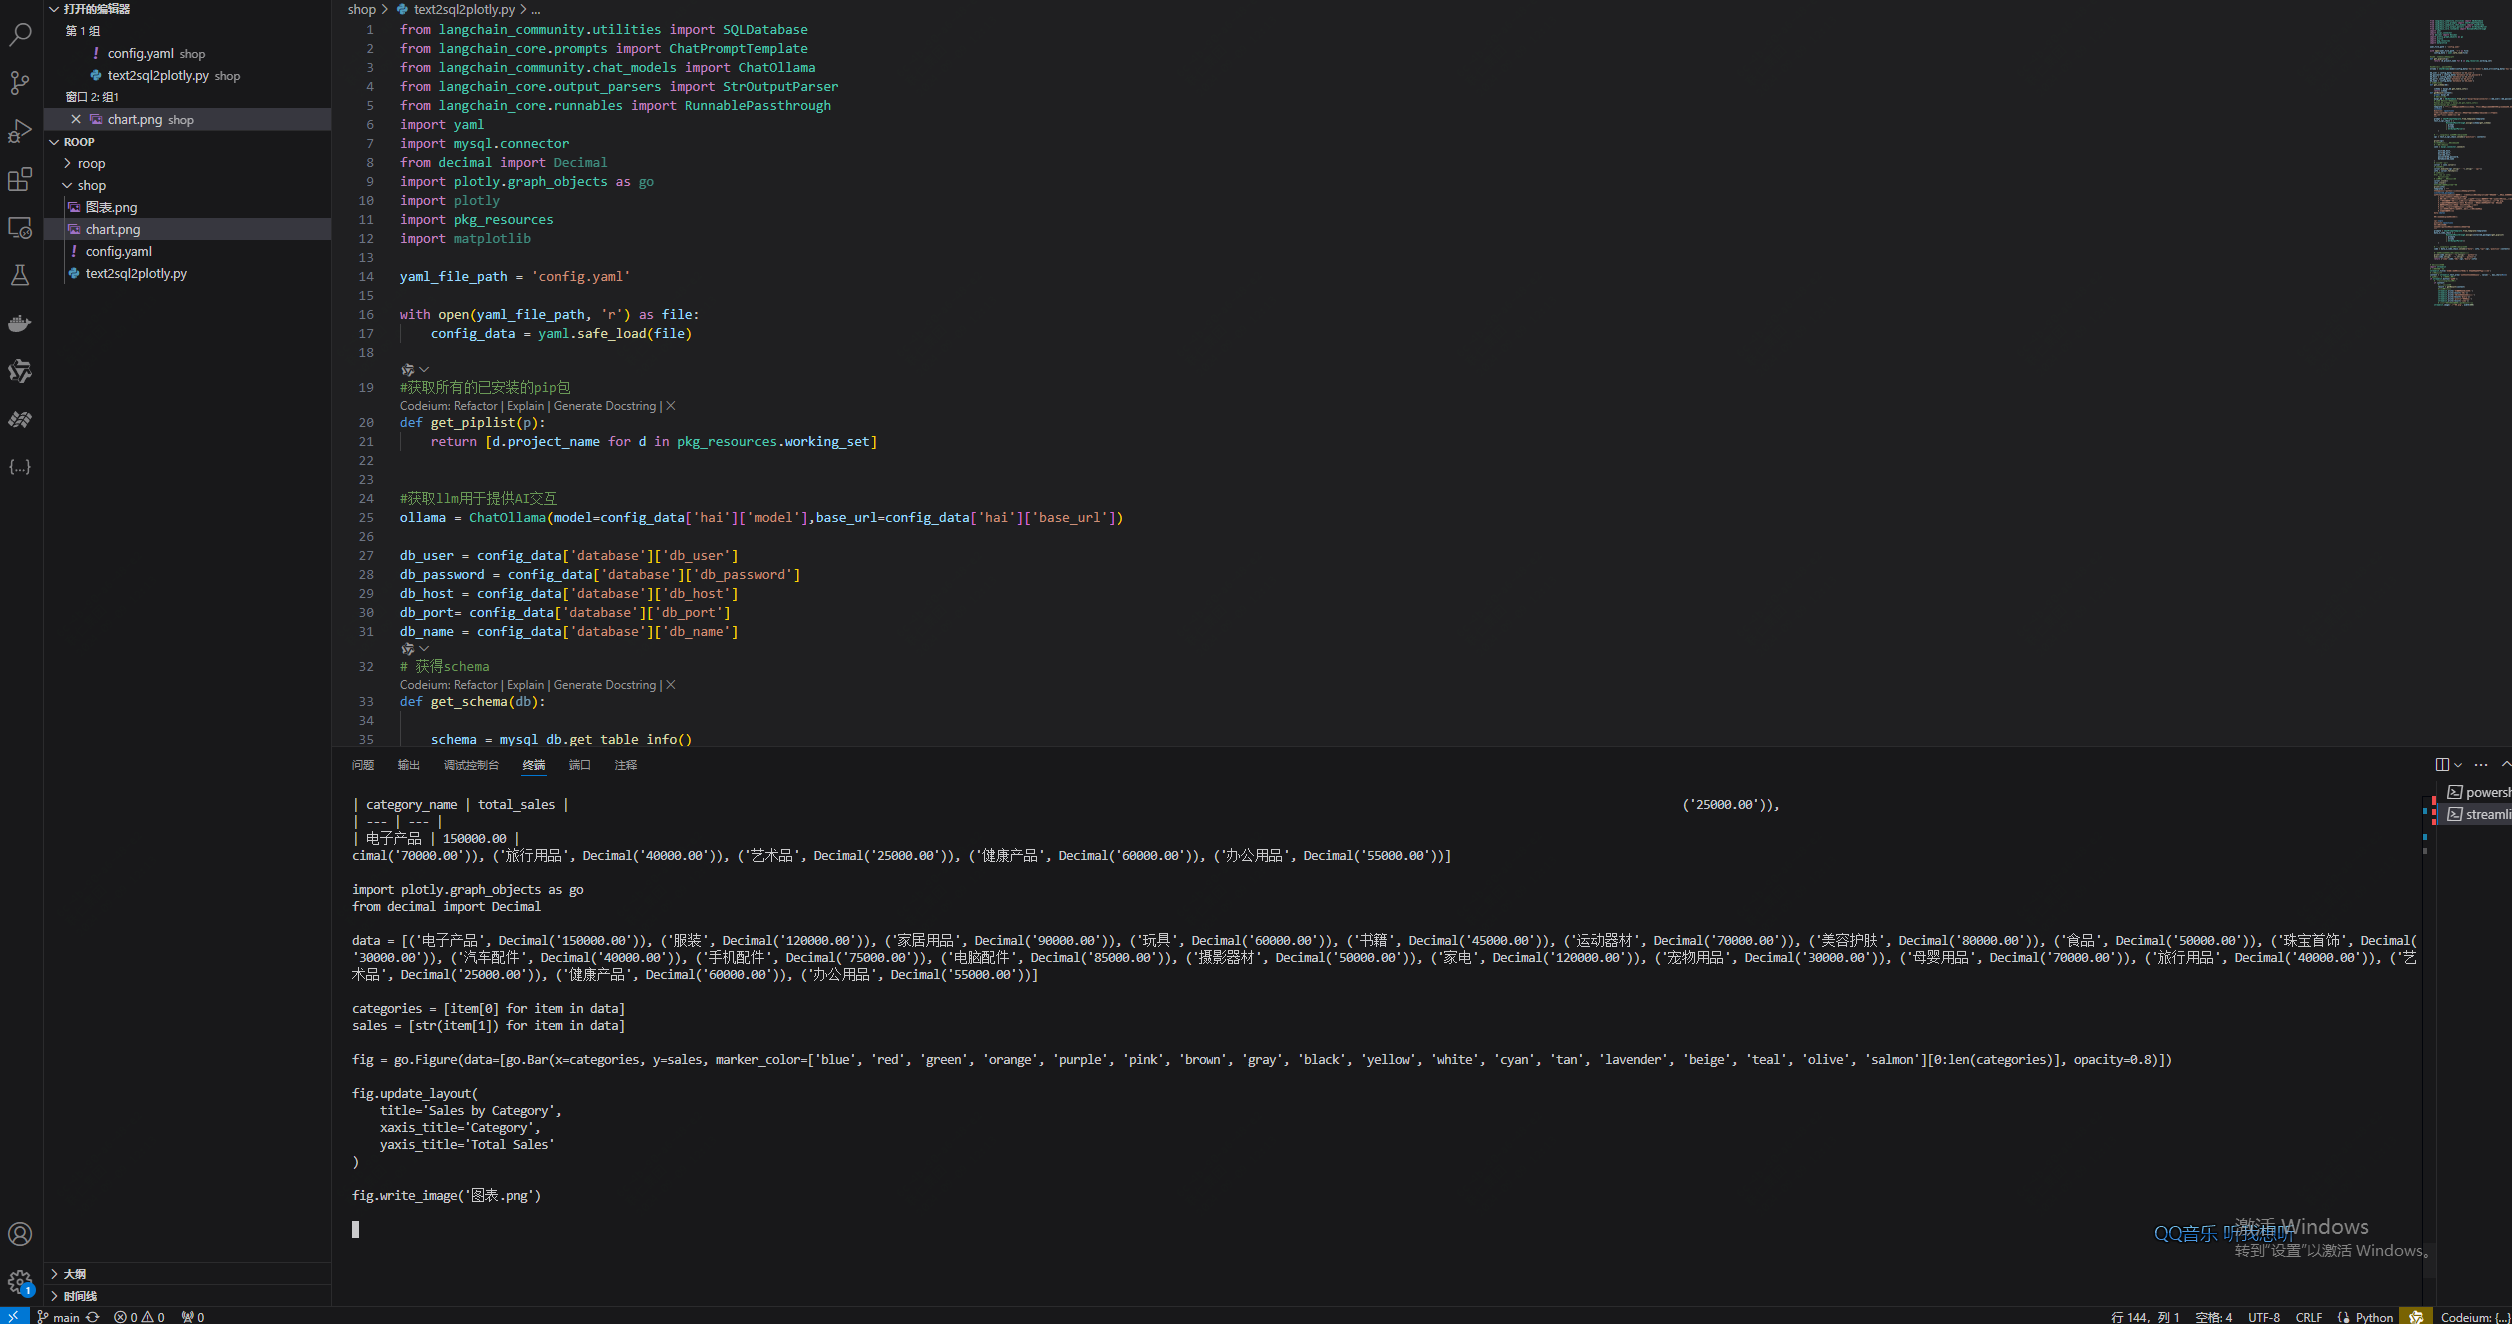 打开的编辑器
第 1 组
! config.yaml shop
text2sql2plotly.py shop
窗口 2: 组1
chart.png shop
ROOP
roop
shop
图表.png
chart.png
! config.yaml
text2sql2plotly.py
大纲
时间线
shop > text2sql2plotly.py > ...
1 from langchain_community.utilities import SQLDatabase
2 from langchain_core.prompts import ChatPromptTemplate
3 from langchain_community.chat_models import ChatOllama
4 from langchain_core.output_parsers import StrOutputParser
5 from langchain_core.runnables import RunnablePassthrough
6 import yaml
7 import mysql.connector
8 from decimal import Decimal
9 import plotly.graph_objects as go
10 import plotly
11 import pkg_resources
12 import matplotlib
13
14 yaml_file_path = 'config.yaml'
15
16 with open(yaml_file_path, 'r') as file:
17 config_data = yaml.safe_load(file)
18
19 #获取所有的已安装的pip包
Codeium: Refactor | Explain | Generate Docstring | X
20 def get_piplist(p):
21 return [d.project_name for d in pkg_resources.working_set]
22
23
24 #获取llm用于提供AI交互
25 ollama = ChatOllama(model=config_data['hai']['model'],base_url=config_data['hai']['base_url'])
26
27 db_user = config_data['database']['db_user']
28 db_password = config_data['database']['db_password']
29 db_host = config_data['database']['db_host']
30 db_port= config_data['database']['db_port']
31 db_name = config_data['database']['db_name']
32 # 获得schema
Codeium: Refactor | Explain | Generate Docstring | X
33 def get_schema(db):
34
35 schema = mysql_db.get_table_info()
问题 输出 调试控制台 终端 端口 注释
powersh
streamli
| category_name | total_sales | ('25000.00')),
| --- | --- |
| 电子产品 | 150000.00 |
cimal('70000.00')), ('旅行用品', Decimal('40000.00')), ('艺术品', Decimal('25000.00')), ('健康产品', Decimal('60000.00')), ('办公用品', Decimal('55000.00'))]
import plotly.graph_objects as go
from decimal import Decimal
data = [('电子产品', Decimal('150000.00')), ('服装', Decimal('120000.00')), ('家居用品', Decimal('90000.00')), ('玩具', Decimal('60000.00')), ('书籍', Decimal('45000.00')), ('运动器材', Decimal('70000.00')), ('美容护肤', Decimal('80000.00')), ('食品', Decimal('50000.00')), ('珠宝首饰', Decimal(
'30000.00')), ('汽车配件', Decimal('40000.00')), ('手机配件', Decimal('75000.00')), ('电脑配件', Decimal('85000.00')), ('摄影器材', Decimal('50000.00')), ('家电', Decimal('120000.00')), ('宠物用品', Decimal('30000.00')), ('母婴用品', Decimal('70000.00')), ('旅行用品', Decimal('40000.00')), ('艺
术品', Decimal('25000.00')), ('健康产品', Decimal('60000.00')), ('办公用品', Decimal('55000.00'))]
categories = [item[0] for item in data]
sales = [str(item[1]) for item in data]
fig = go.Figure(data=[go.Bar(x=categories, y=sales, marker_color=['blue', 'red', 'green', 'orange', 'purple', 'pink', 'brown', 'gray', 'black', 'yellow', 'white', 'cyan', 'tan', 'lavender', 'beige', 'teal', 'olive', 'salmon'][0:len(categories)], opacity=0.8)])
fig.update_layout(
title='Sales by Category',
xaxis_title='Category',
yaxis_title='Total Sales'
)
fig.write_image('图表.png')
QQ音乐 听我想听
激活 Windows
转到"设置"以激活 Windows。
1
main 0 0 0
行 144，列 1 空格: 4 UTF-8 CRLF Python Codeium: {...}